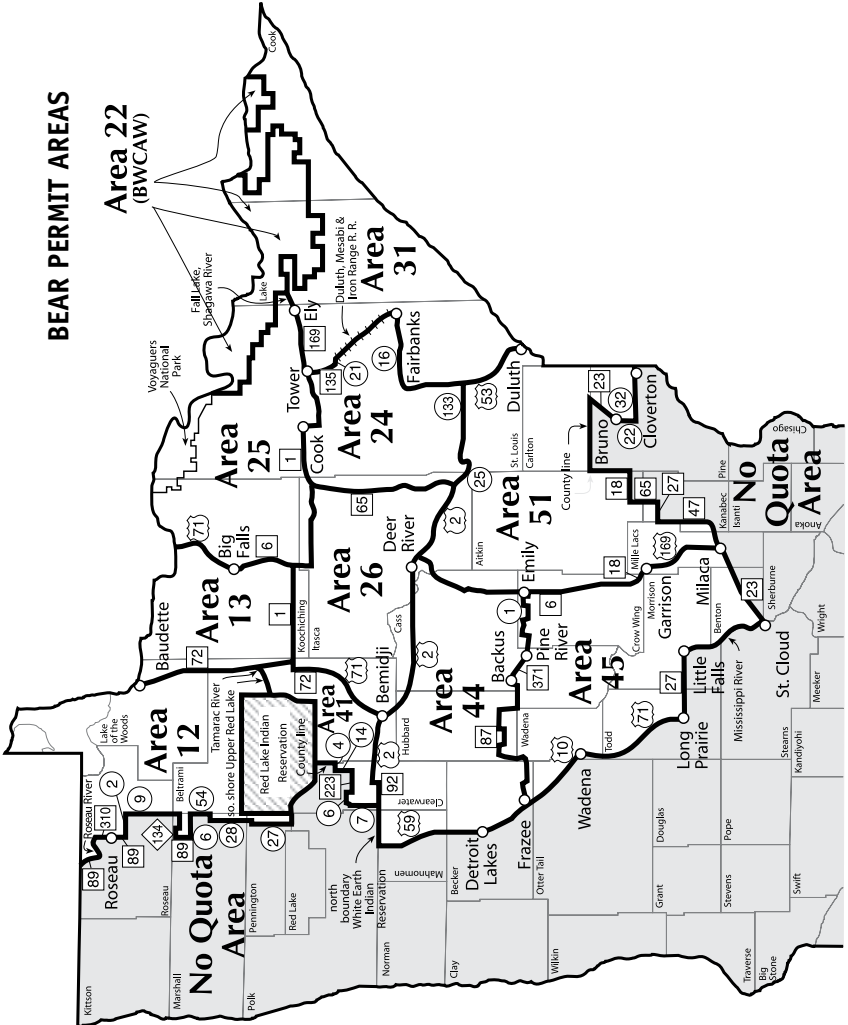 BEAR PERMIT AREAS
Area 22
(BWCAW)
Cook
Fall Lake,
Shagawa River
Lake
Duluth, Mesabi &
Iron Range R. R.
Area
31
Voyaguers
National
Park
Ely
169
Tower
135
21
16
Fairbanks
Area
25
1
Cook
Area
24
133
53
Duluth
71
Big
Falls
6
65
Deer
River
2
25
St. Louis
Carlton
Area
51
County line
Bruno
23
32
22
Cloverton
18
65
27
47
Pine
Kanabec
Isanti
Chisago
Anoka
No
Quota
Area
Baudette
Area
13
1
72
Koochiching
Itasca
Area
26
Cass
Aitkin
Emily
18
Mille Lacs
169
Milaca
23
Sherburne
Lake
of the
Woods
Area
12
Tamarac River
so. shore Upper Red Lake
Beltrami
72
71
Bemidji
2
Area
41
Red Lake Indian
Reservation
County line
4
14
223
6
7
2
92
Hubbard
Clearwater
Area
44
Backus
1
Pine
River
6
371
87
Wadena
Crow Wing
Morrison
Garrison
Benton
Area
45
27
Little
Falls
Mississippi River
St. Cloud
71
Todd
10
Long
Prairie
Wadena
Frazee
Detroit
Lakes
59
Roseau River
310
2
9
89
Roseau
89
134
89
54
6
28
27
Roseau
No Quota
Area
Kittson
Marshall
Pennington
Red Lake
Polk
north
boundary
White Earth
Indian
Reservation
Mahnomen
Norman
Becker
Clay
Otter Tail
Wilkin
Douglas
Grant
Pope
Stevens
Traverse
Big
Stone
Swift
Stearns
Kandiyohi
Meeker
Wright